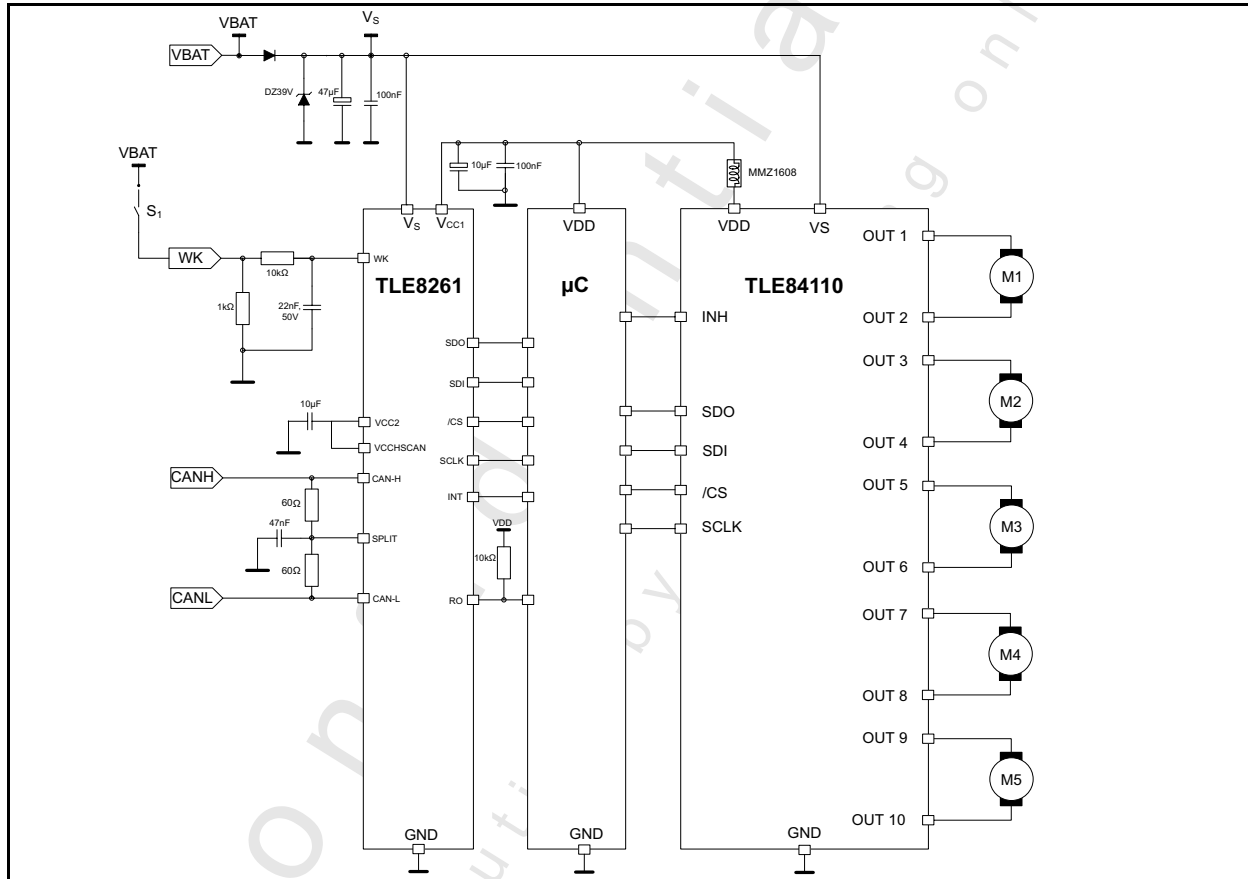 VBAT
VS
VBAT
DZ39V
47µF
100nF
VBAT
S1
10µF
100nF
MMZ1608
VS
VCC1
VDD
VDD
VS
OUT 1
WK
10kΩ
WK
TLE8261
µC
TLE84110
M1
1kΩ
22nF,
50V
INH
OUT 2
SDO
OUT 3
SDI
M2
10µF
VCC2
/CS
SDO
OUT 4
VCCHSCAN
SCLK
SDI
CANH
CAN-H
INT
/CS
OUT 5
60Ω
SCLK
M3
47nF
SPLIT
VDD
10kΩ
60Ω
OUT 6
CANL
CAN-L
RO
OUT 7
M4
OUT 8
OUT 9
M5
OUT 10
GND
GND
GND